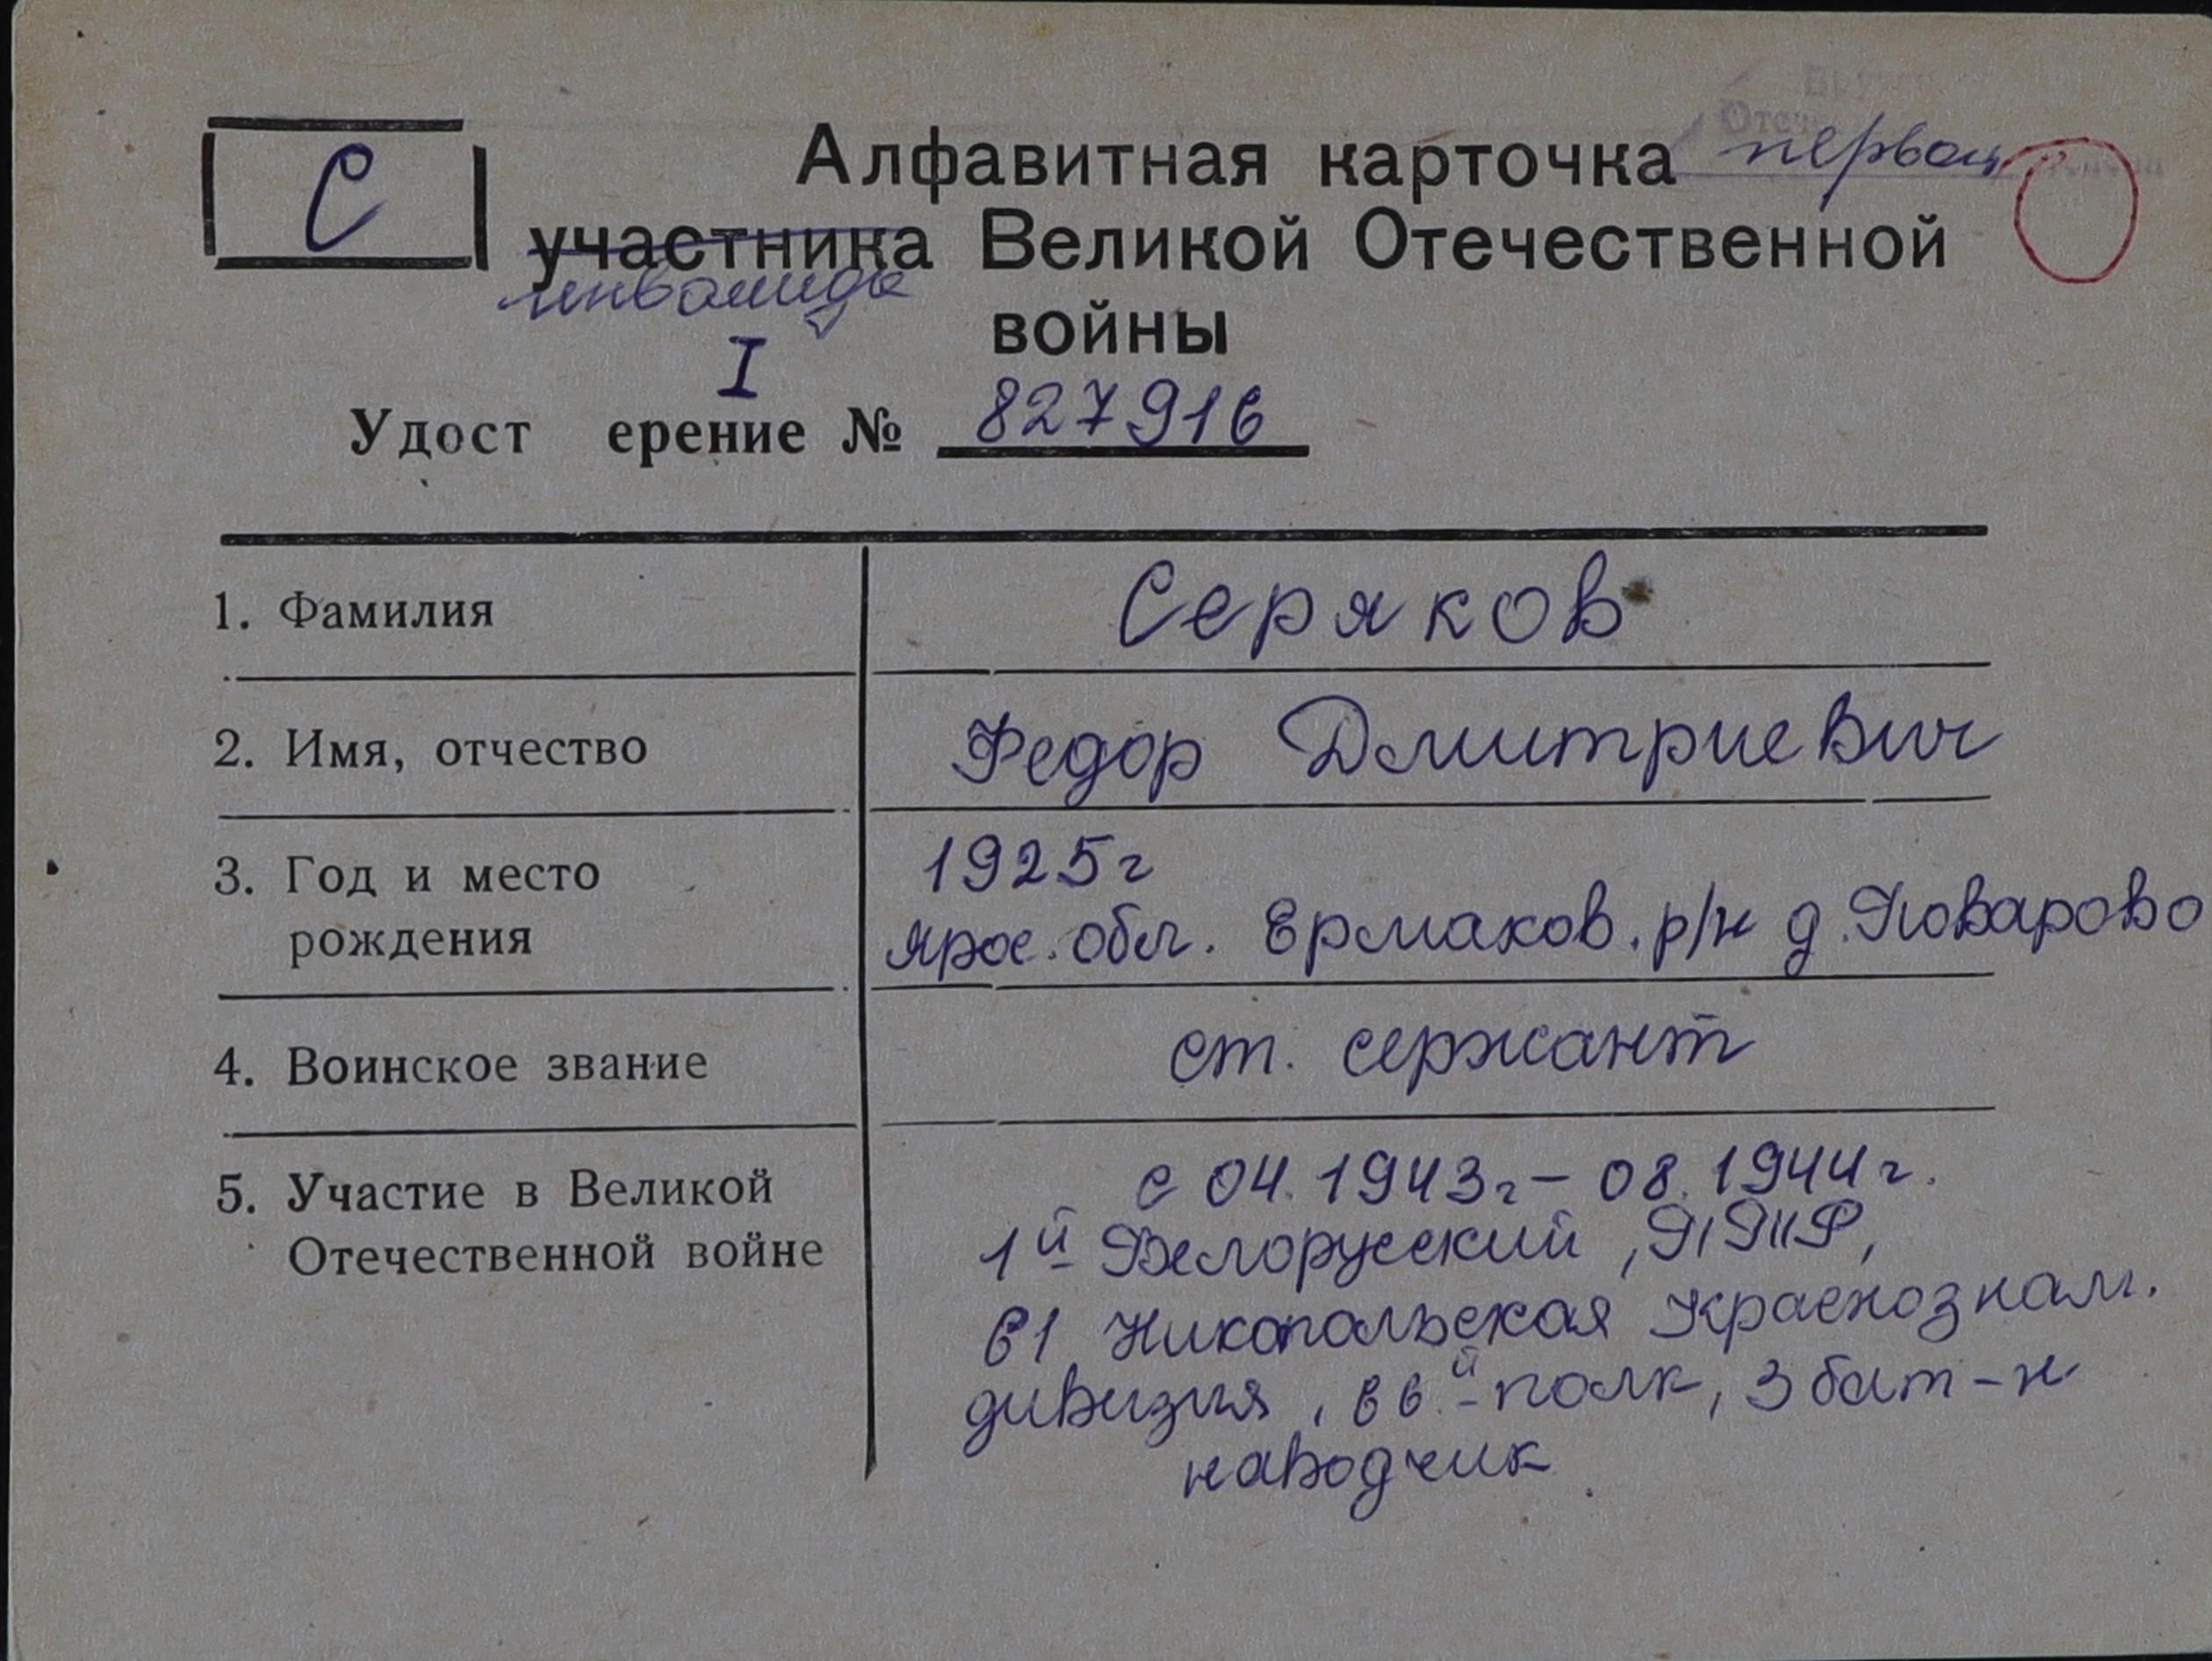 С
Алфавитная карточка
Отеч
первой
участника Великой Отечественной
инвалида
войны
I
Удост ерение № 827916
1. Фамилия
Серяков
2. Имя, отчество
Федор Дмитриевич
3. Год и место
рождения
1925г
Яросл. обл. Ермаков. р/н д. Поварово
4. Воинское звание
ст. сержант
5. Участие в Великой
Отечественной войне
с 04.1943г – 08.1944г.
1й Белорусский,
61 Никопольская Краснознам.
дивизия, 66й полк, 3 бат-н
наводчик